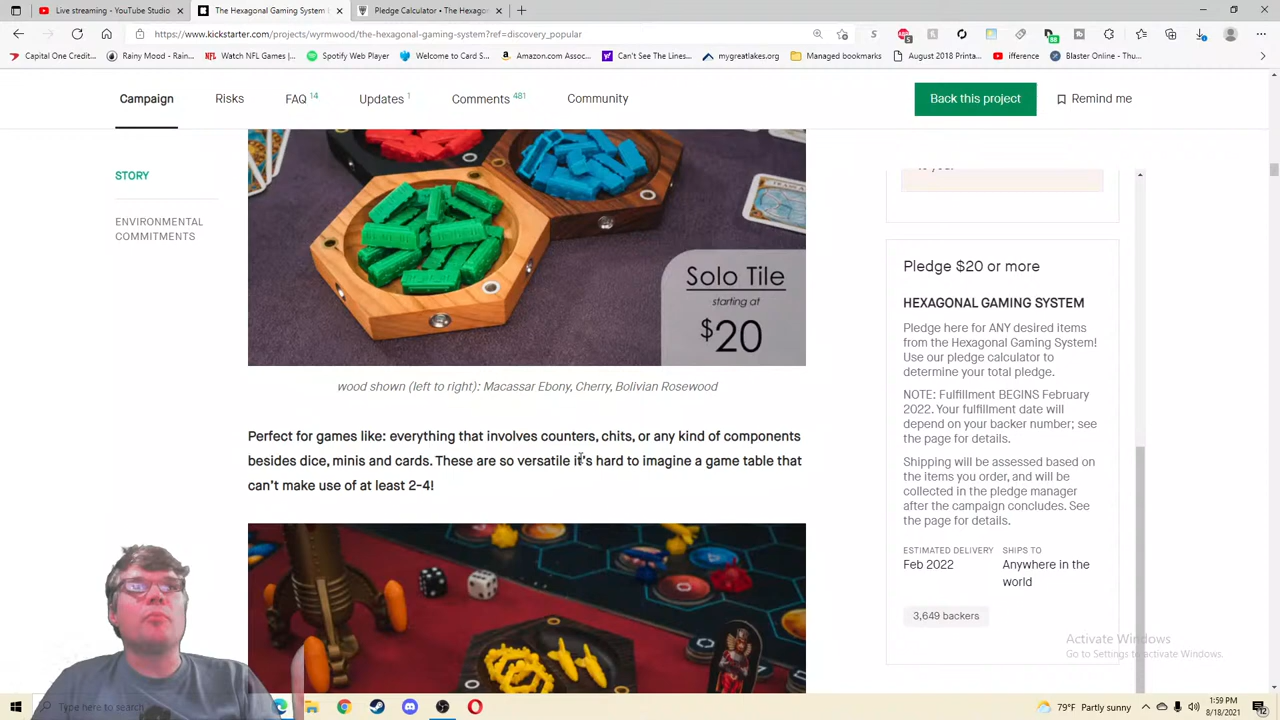 Live streaming - YouTube Studio
The Hexagonal Gaming System
Pledge Calculator - The Hexagon
https://www.kickstarter.com/projects/wyrmwood/the-hexagonal-gaming-system?ref=discovery_popular
Capital One Credit...
Rainy Mood - Rain...
Watch NFL Games |...
Spotify Web Player
Welcome to Card S...
Amazon.com Assoc...
Can't See The Lines...
mygreatlakes.org
Managed bookmarks
August 2018 Printa...
ifference
Blaster Online - Thu...
Campaign
Risks
FAQ 14
Updates 1
Comments 481
Community
Back this project
Remind me
STORY
ENVIRONMENTAL
COMMITMENTS
Solo Tile
starting at
$20
wood shown (left to right): Macassar Ebony, Cherry, Bolivian Rosewood
Perfect for games like: everything that involves counters, chits, or any kind of components
besides dice, minis and cards. These are so versatile it's hard to imagine a game table that
can't make use of at least 2-4!
Pledge $20 or more
HEXAGONAL GAMING SYSTEM
Pledge here for ANY desired items
from the Hexagonal Gaming System!
Use our pledge calculator to
determine your total pledge.
NOTE: Fulfillment BEGINS February
2022. Your fulfillment date will
depend on your backer number; see
the page for details.
Shipping will be assessed based on
the items you order, and will be
collected in the pledge manager
after the campaign concludes. See
the page for details.
ESTIMATED DELIVERY
Feb 2022
SHIPS TO
Anywhere in the
world
3,649 backers
Activate Windows
Go to Settings to activate Windows.
Type here to search
79°F Partly sunny
1:59 PM
8/18/2021